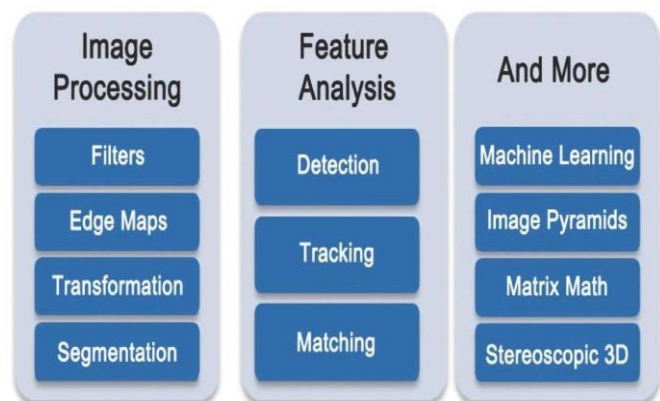 Image
Processing
Filters
Edge Maps
Transformation
Segmentation
Feature
Analysis
Detection
Tracking
Matching
And More
Machine Learning
Image Pyramids
Matrix Math
Stereoscopic 3D